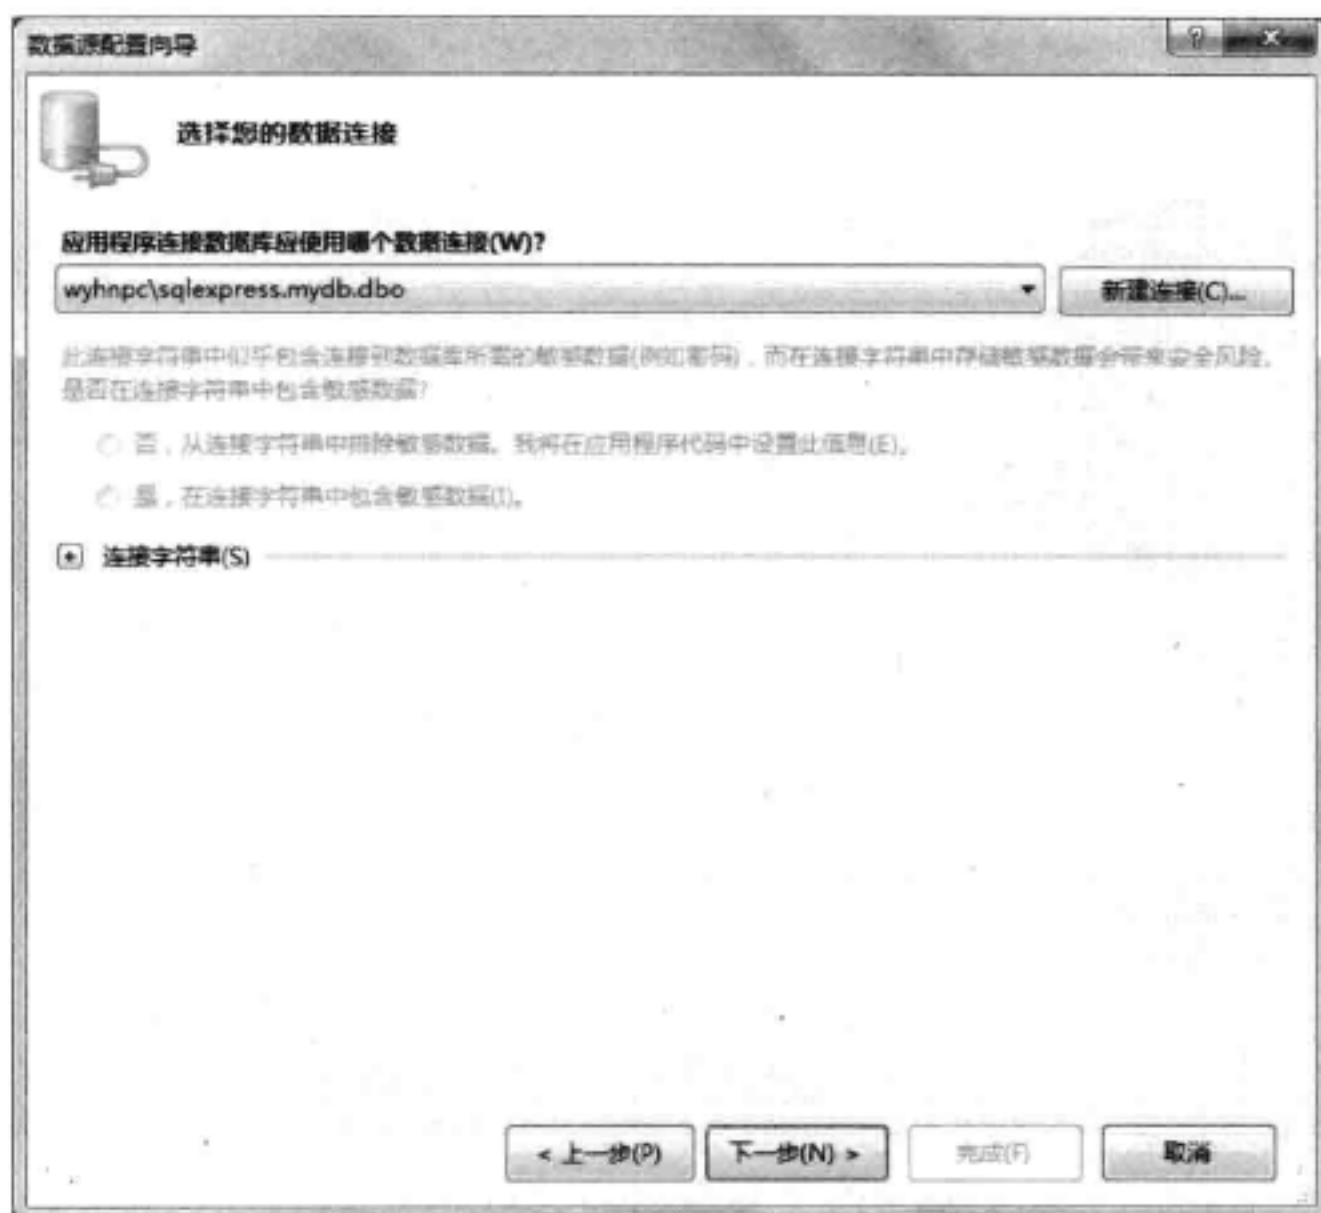 数据源配置向导
选择您的数据连接
应用程序连接数据库应使用哪个数据连接(W)?
wyhnpc\sqlexpress.mydb.dbo
新建连接(C)...
此连接字符串中似乎包含连接到数据库所需的敏感数据(例如密码)，而在连接字符串中存储敏感数据会带来安全风险。
是否在连接字符串中包含敏感数据?
否，从连接字符串中排除敏感数据。我将在应用程序代码中设置此信息(E)。
是，在连接字符串中包含敏感数据(I)。
连接字符串(S)
< 上一步(P)
下一步(N) >
完成(F)
取消